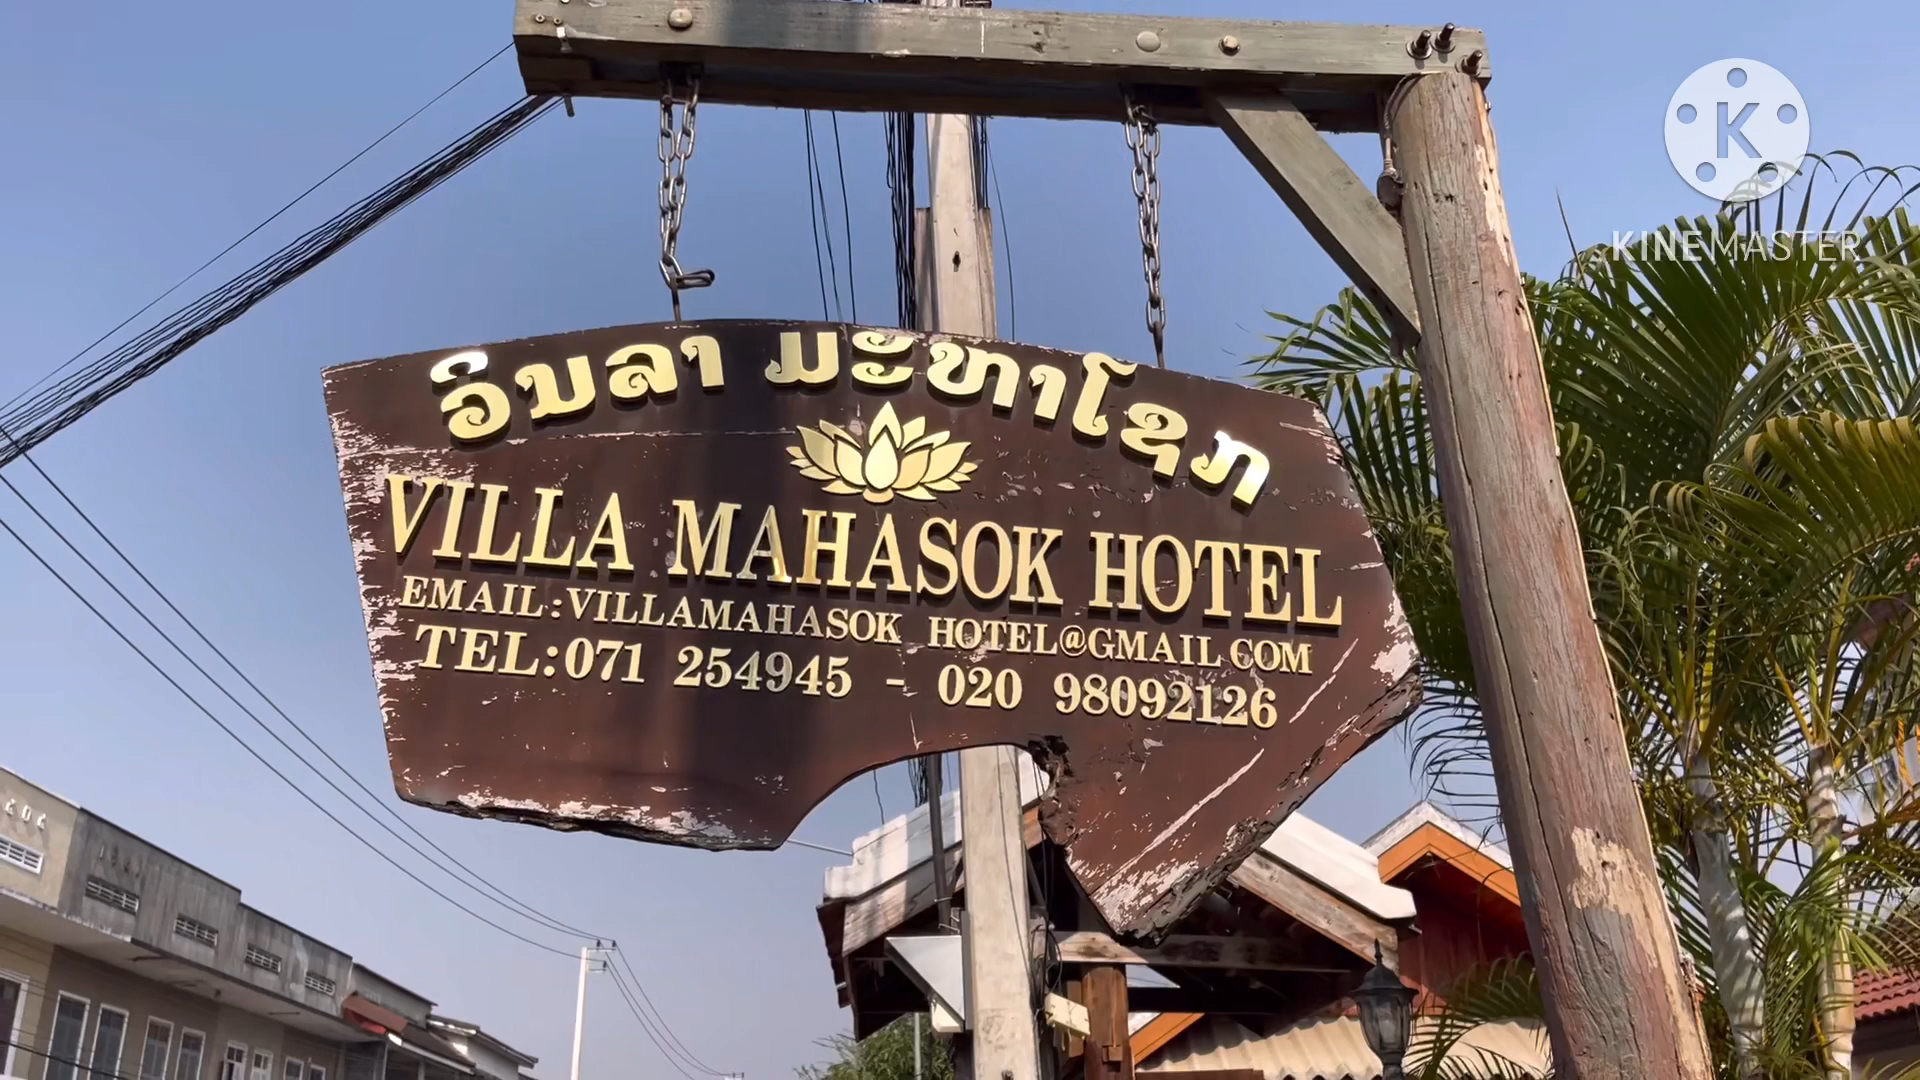 ວິນລາ ມະຫາໂຊກ
VILLA MAHASOK HOTEL
EMAIL:VILLAMAHASOK HOTEL@GMAIL.COM
TEL:071 254945 - 020 98092126
K
KINEMASTER